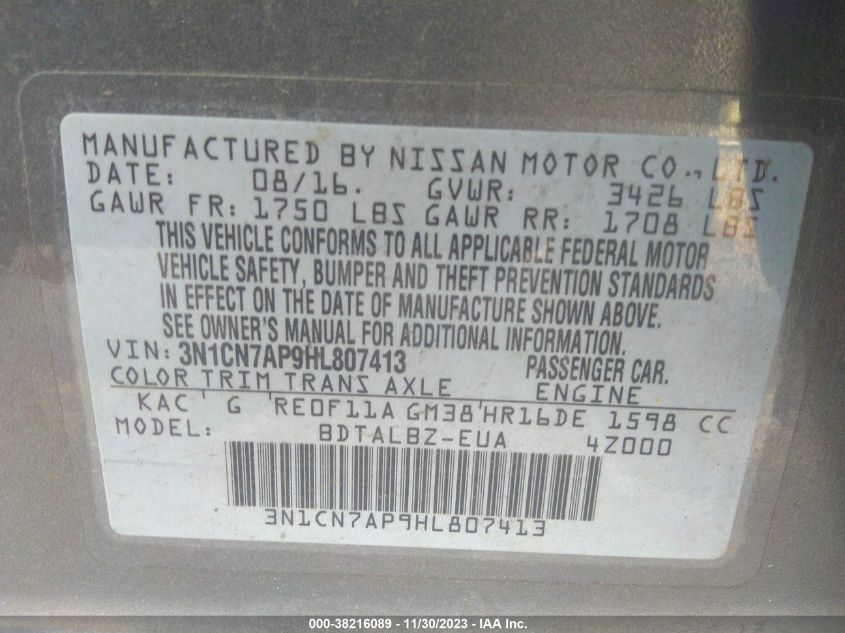 MANUFACTURED BY NISSAN MOTOR CO., LTD.
DATE: 08/16. GVWR: 3426 LBS
GAWR FR: 1750 LBS GAWR RR: 1708 LBS
THIS VEHICLE CONFORMS TO ALL APPLICABLE FEDERAL MOTOR
VEHICLE SAFETY, BUMPER AND THEFT PREVENTION STANDARDS
IN EFFECT ON THE DATE OF MANUFACTURE SHOWN ABOVE.
SEE OWNER'S MANUAL FOR ADDITIONAL INFORMATION.
VIN: 3N1CN7AP9HL807413 PASSENGER CAR.
COLOR TRIM TRANS AXLE ENGINE
KAC G RE0F11A GM38 HR16DE 1598 CC
MODEL: BDTALBZ-EUA 4Z000
3N1CN7AP9HL807413
000-38216089 - 11/30/2023 - IAA Inc.